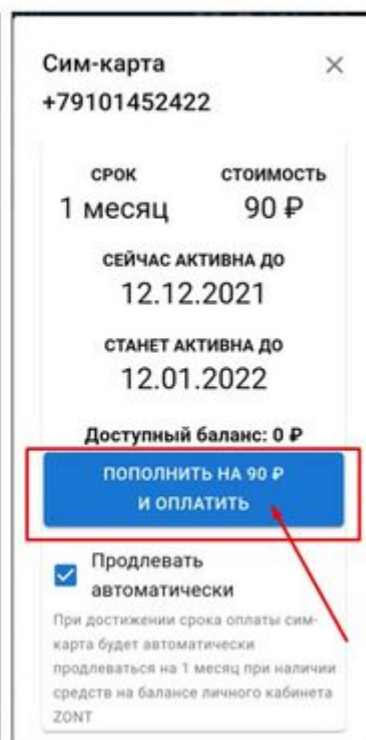 Сим-карта ×
+79101452422
СРОК СТОИМОСТЬ
1 месяц 90 ₽
СЕЙЧАС АКТИВНА ДО
12.12.2021
СТАНЕТ АКТИВНА ДО
12.01.2022
Доступный баланс: 0 ₽
ПОПОЛНИТЬ НА 90 ₽
И ОПЛАТИТЬ
Продлевать
автоматически
При достижении срока оплаты сим-
карта будет автоматически
продлеваться на 1 месяц при наличии
средств на балансе личного кабинета
ZONT